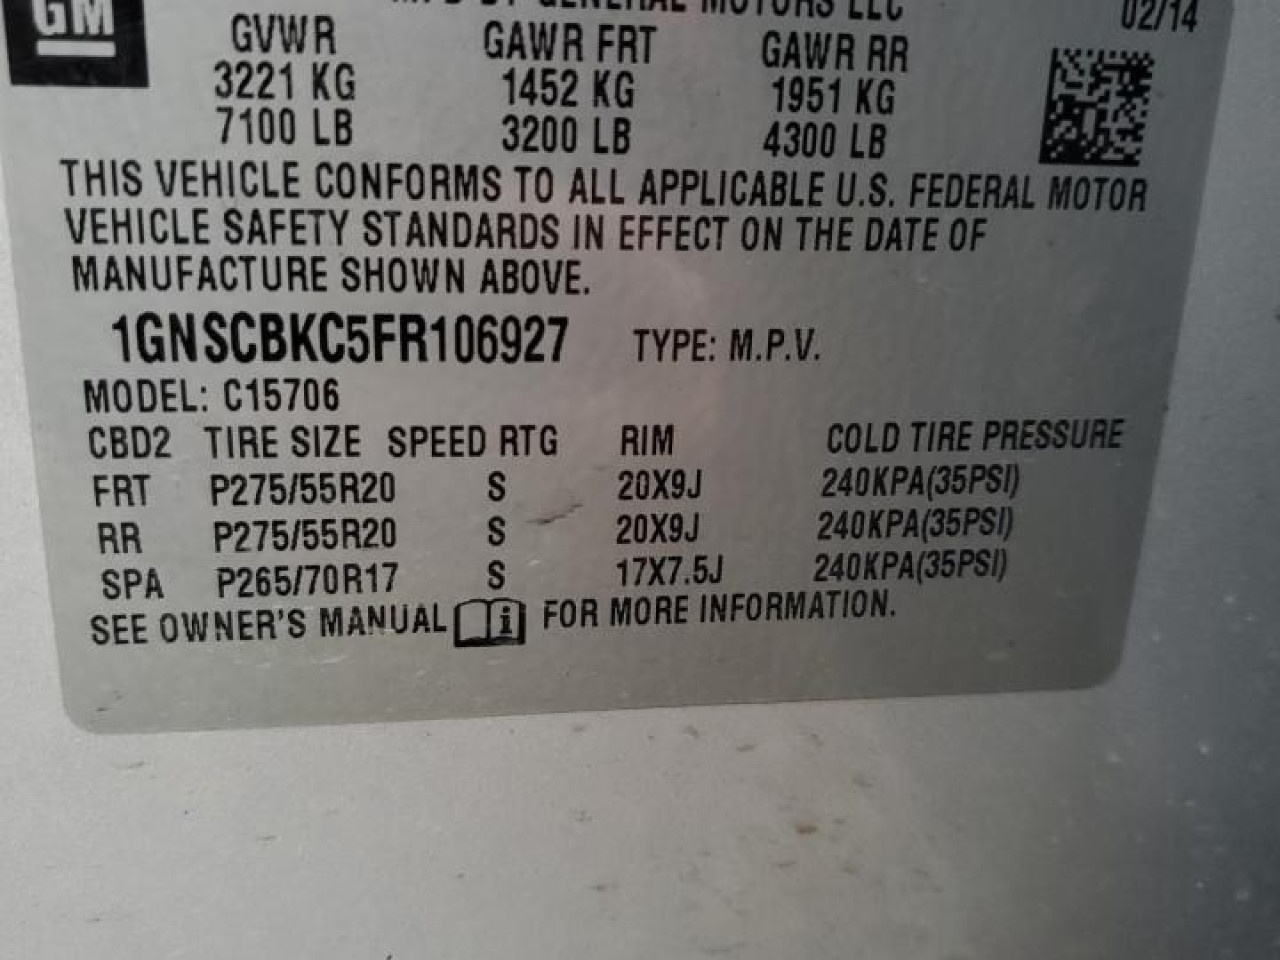 GM
GENERAL MOTORS LLC 02/14
GVWR GAWR FRT GAWR RR
3221 KG 1452 KG 1951 KG
7100 LB 3200 LB 4300 LB
THIS VEHICLE CONFORMS TO ALL APPLICABLE U.S. FEDERAL MOTOR
VEHICLE SAFETY STANDARDS IN EFFECT ON THE DATE OF
MANUFACTURE SHOWN ABOVE.
1GNSCBKC5FR106927 TYPE: M.P.V.
MODEL: C15706
CBD2 TIRE SIZE SPEED RTG RIM COLD TIRE PRESSURE
FRT P275/55R20 S 20X9J 240KPA(35PSI)
RR P275/55R20 S 20X9J 240KPA(35PSI)
SPA P265/70R17 S 17X7.5J 240KPA(35PSI)
SEE OWNER'S MANUAL i FOR MORE INFORMATION.